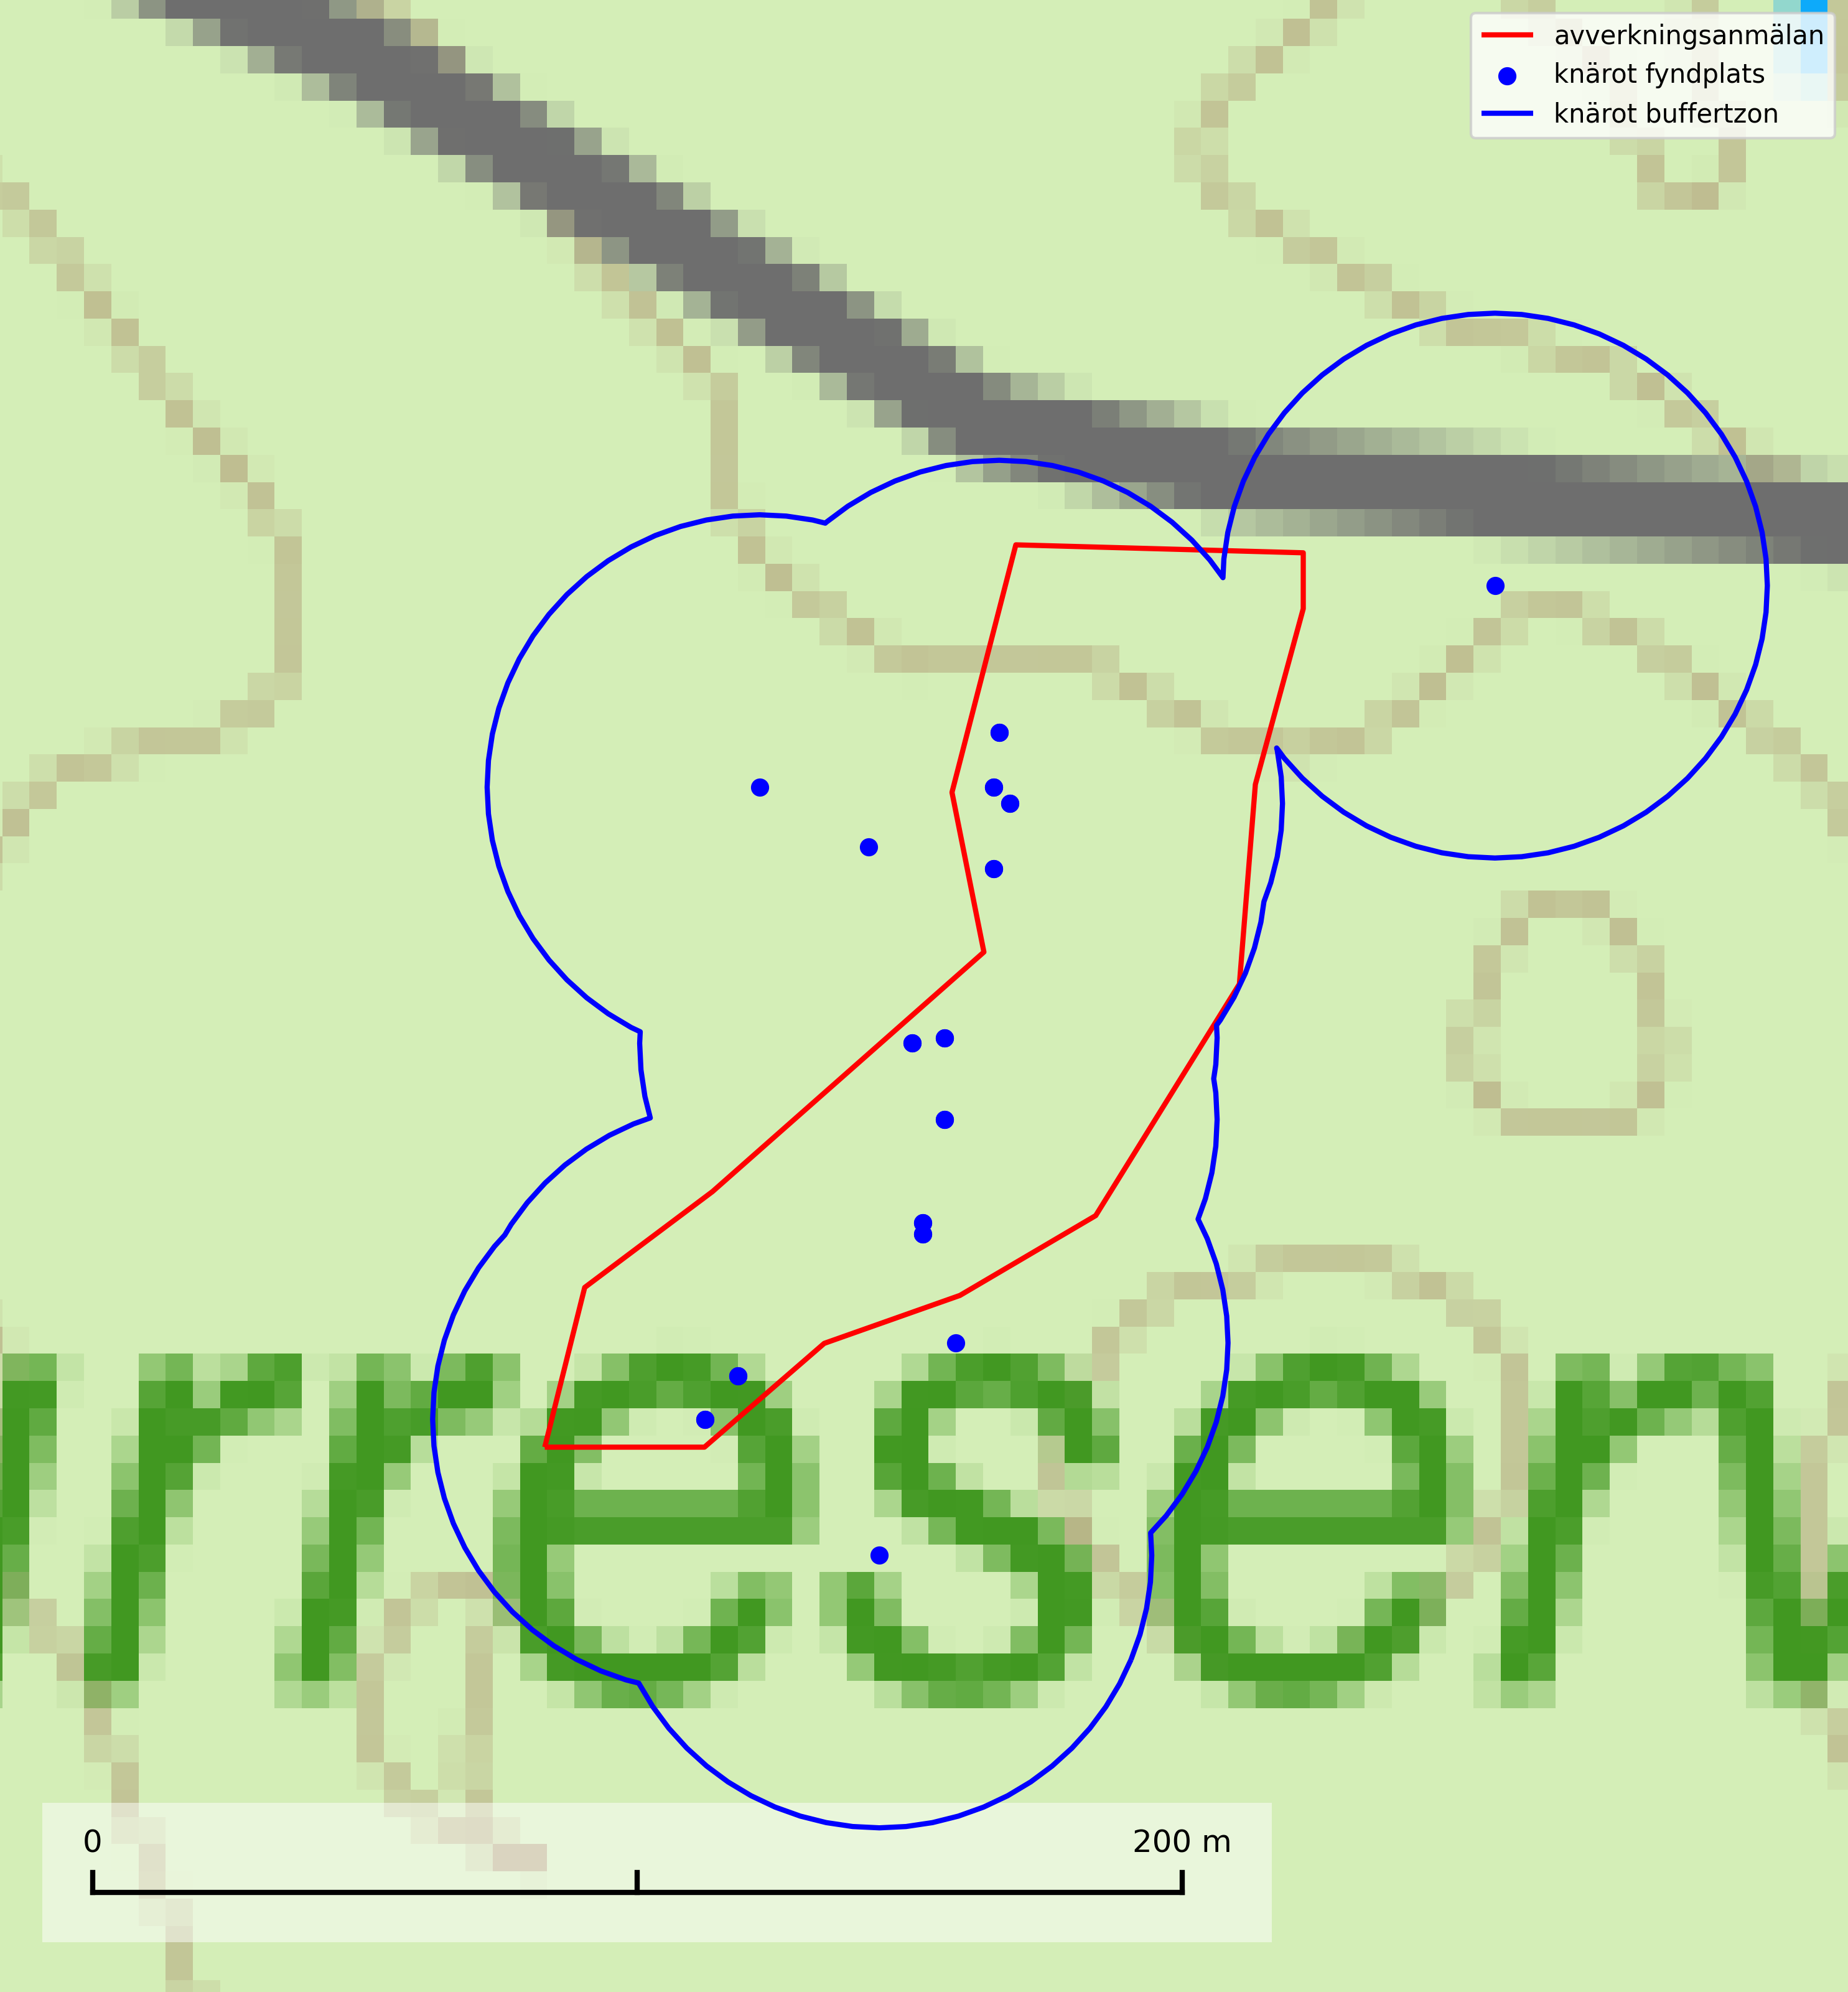 avverkningsanmälan
knärot fyndplats
knärot buffertzon
0
200 m